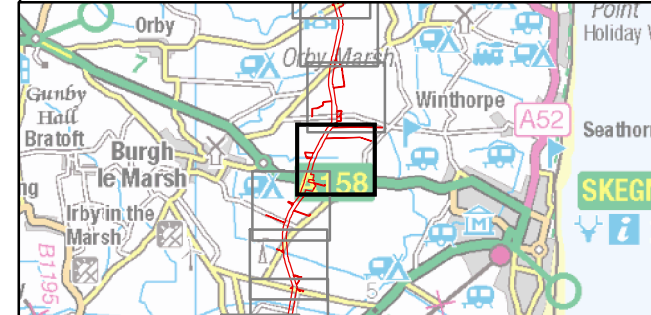 Point
Holiday V
Orby
Orby Marsh
7
Gunby
Hall
Bratoft
Winthorpe
A52
Seathorn
Burgh
le Marsh
58
SKEGN
ng
Irby in the
Marsh
M
i
B1195
5